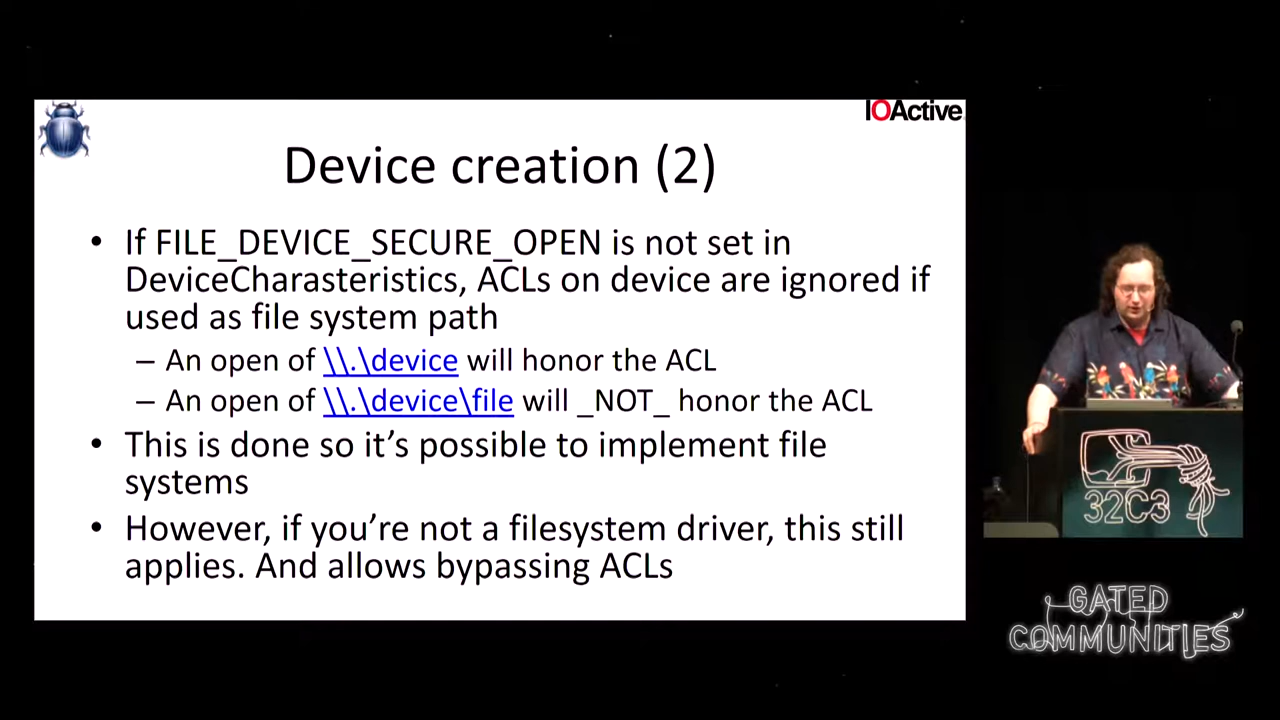 IOActive
Device creation (2)
• If FILE_DEVICE_SECURE_OPEN is not set in
DeviceCharasteristics, ACLs on device are ignored if
used as file system path
– An open of \\.\device will honor the ACL
– An open of \\.\device\file will _NOT_ honor the ACL
• This is done so it's possible to implement file
systems
• However, if you're not a filesystem driver, this still
applies. And allows bypassing ACLs
32C3
GATED
COMMUNITIES